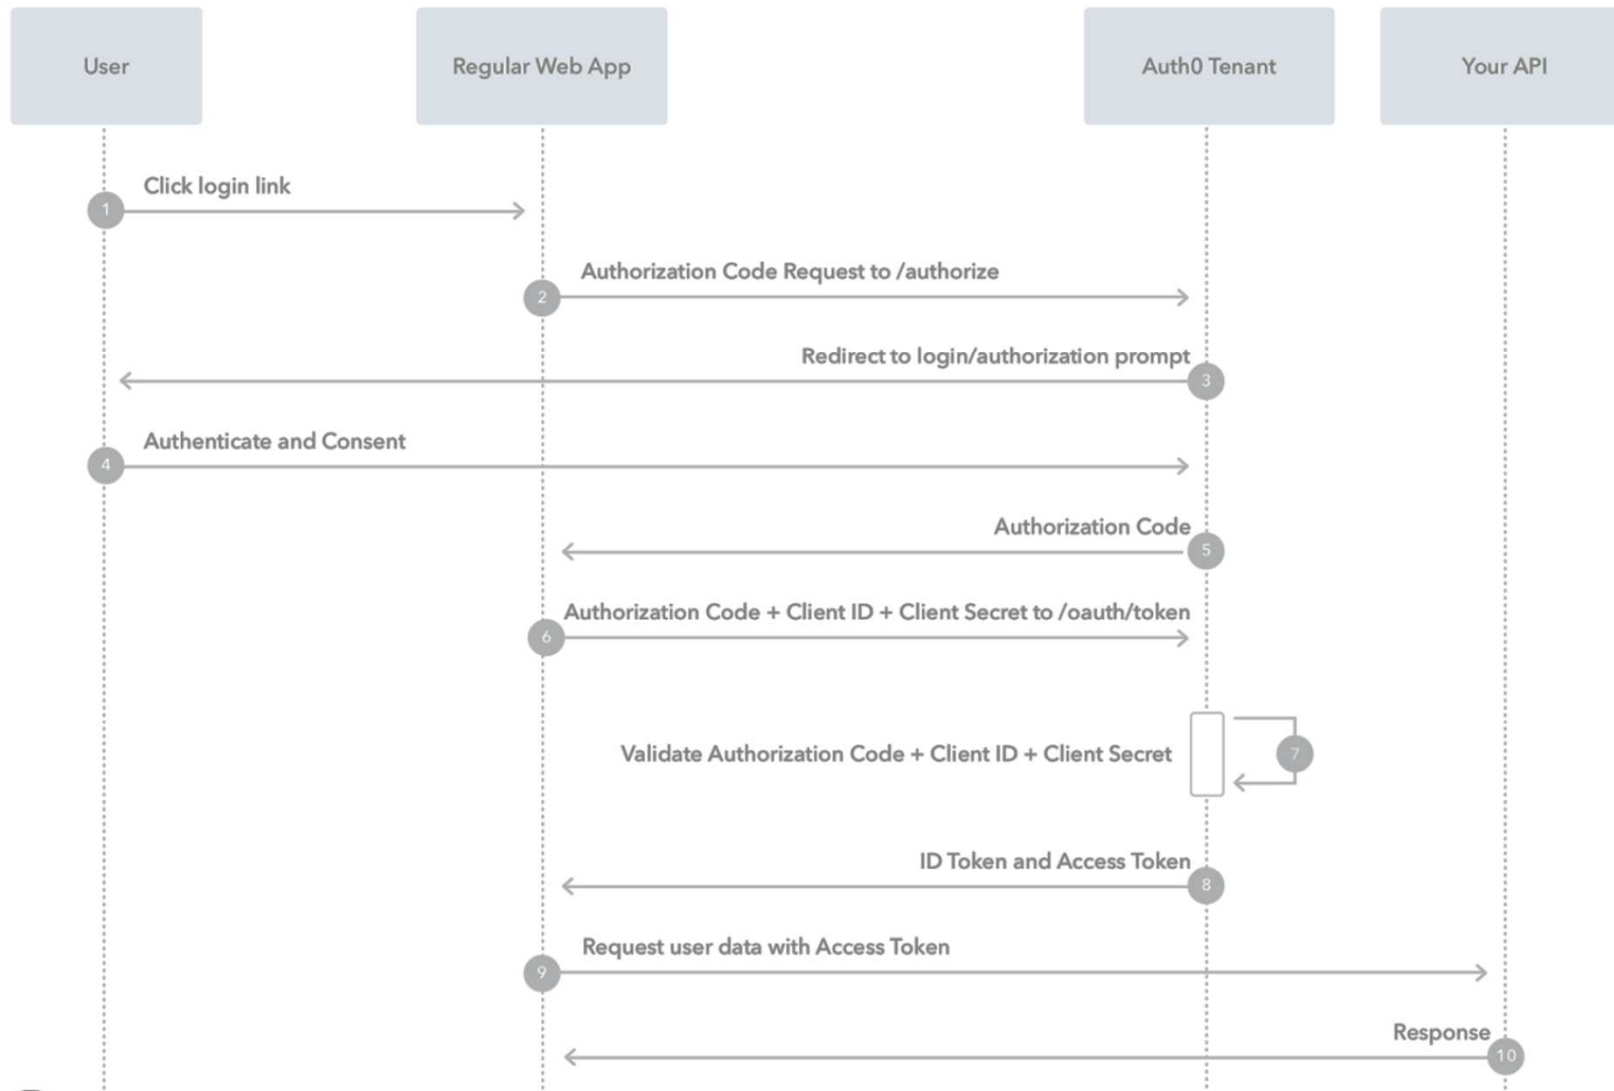 User
Regular Web App
Auth0 Tenant
Your API
Click login link
1
Authorization Code Request to /authorize
2
Redirect to login/authorization prompt
3
Authenticate and Consent
4
Authorization Code
5
Authorization Code + Client ID + Client Secret to /oauth/token
6
Validate Authorization Code + Client ID + Client Secret
7
ID Token and Access Token
8
Request user data with Access Token
9
Response
10